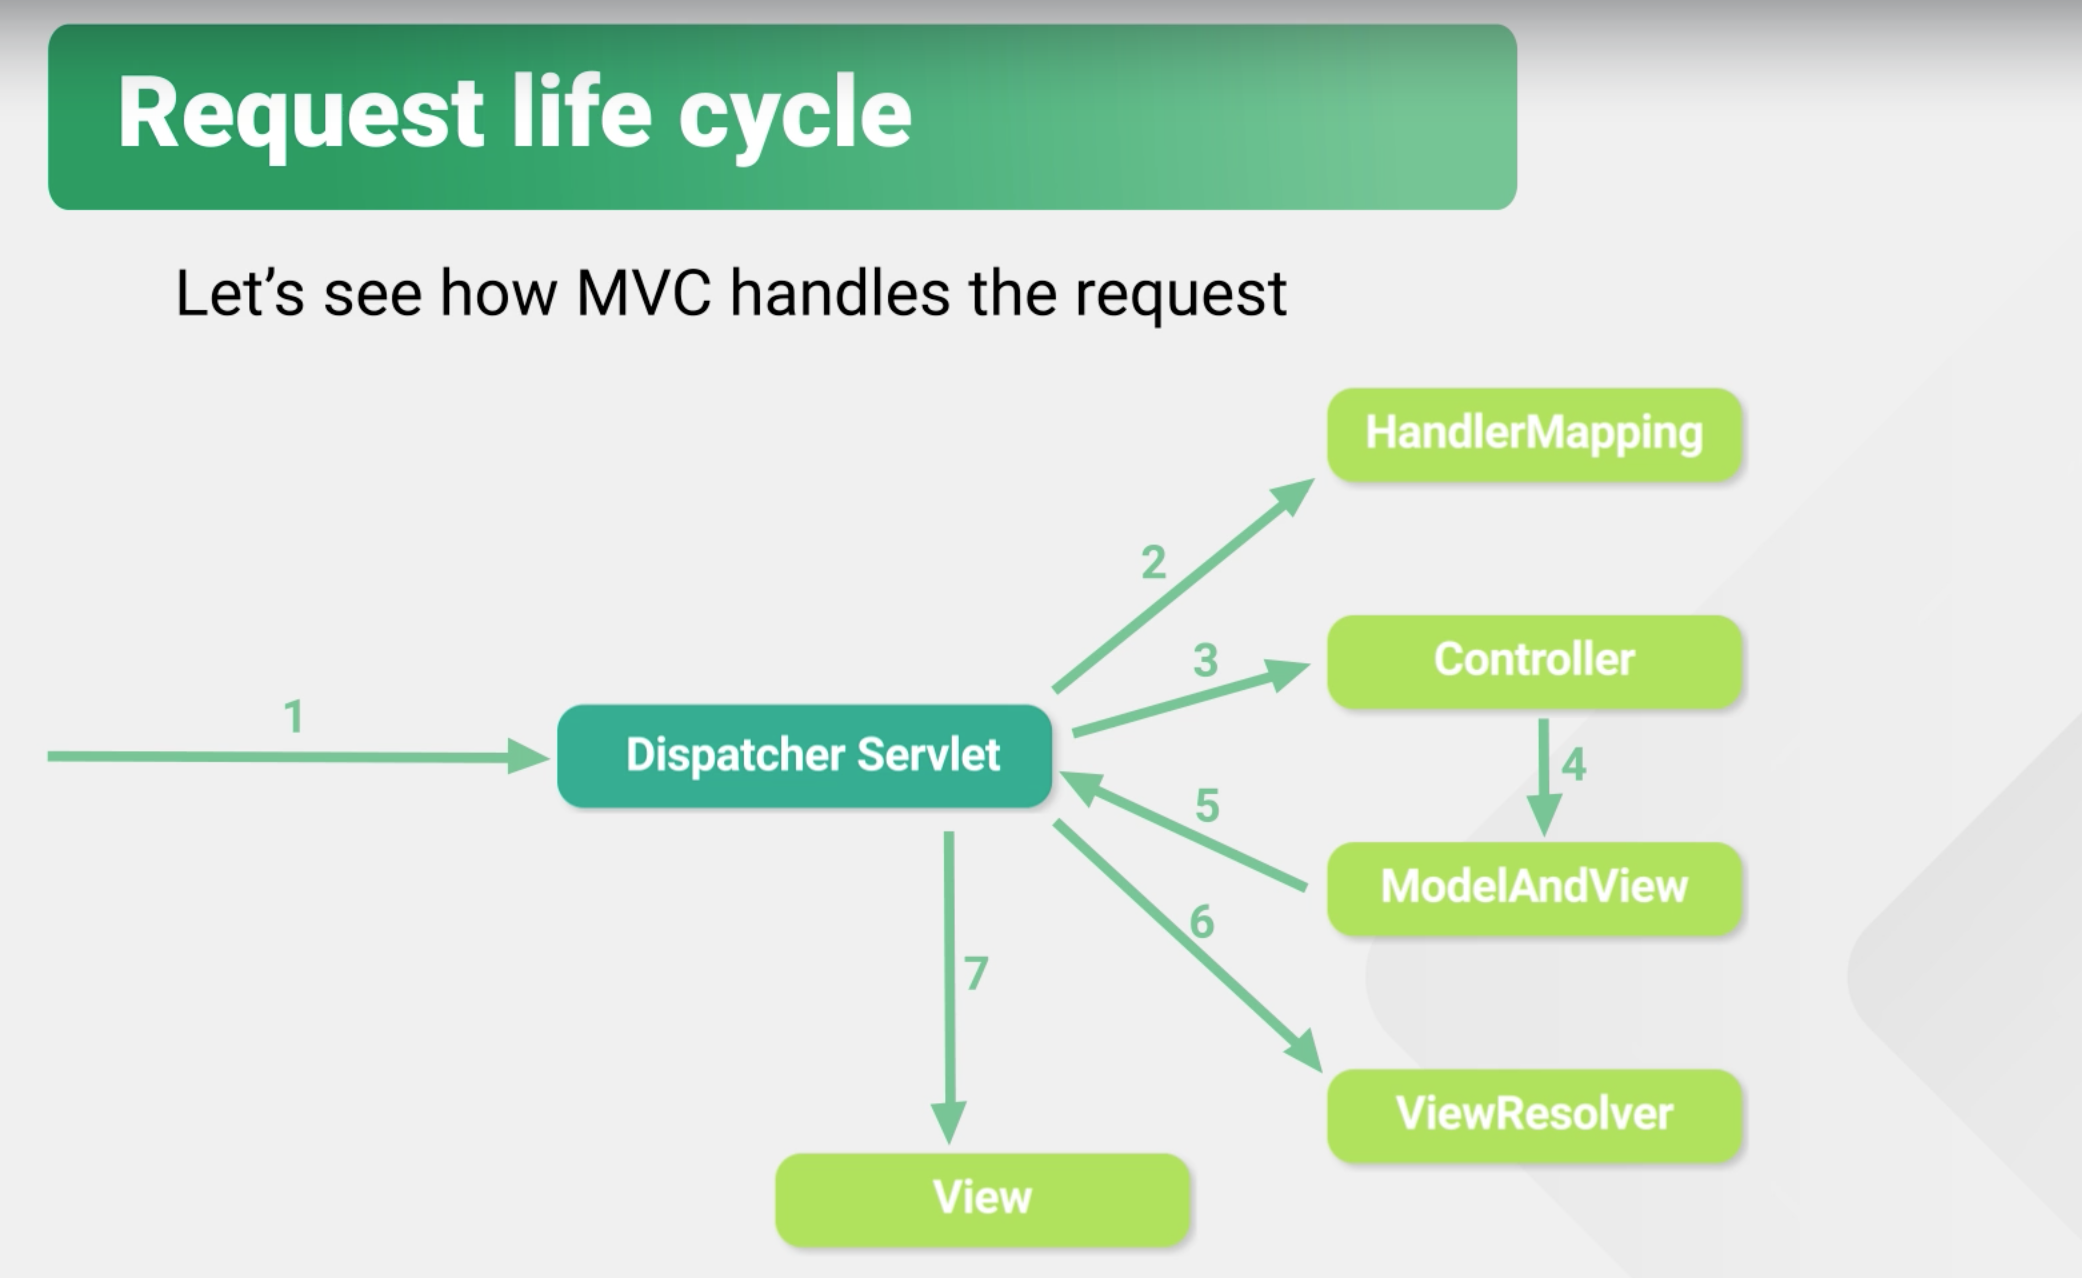 Request life cycle
Let’s see how MVC handles the request
HandlerMapping
2
3
Controller
1
Dispatcher Servlet
4
5
ModelAndView
6
7
ViewResolver
View